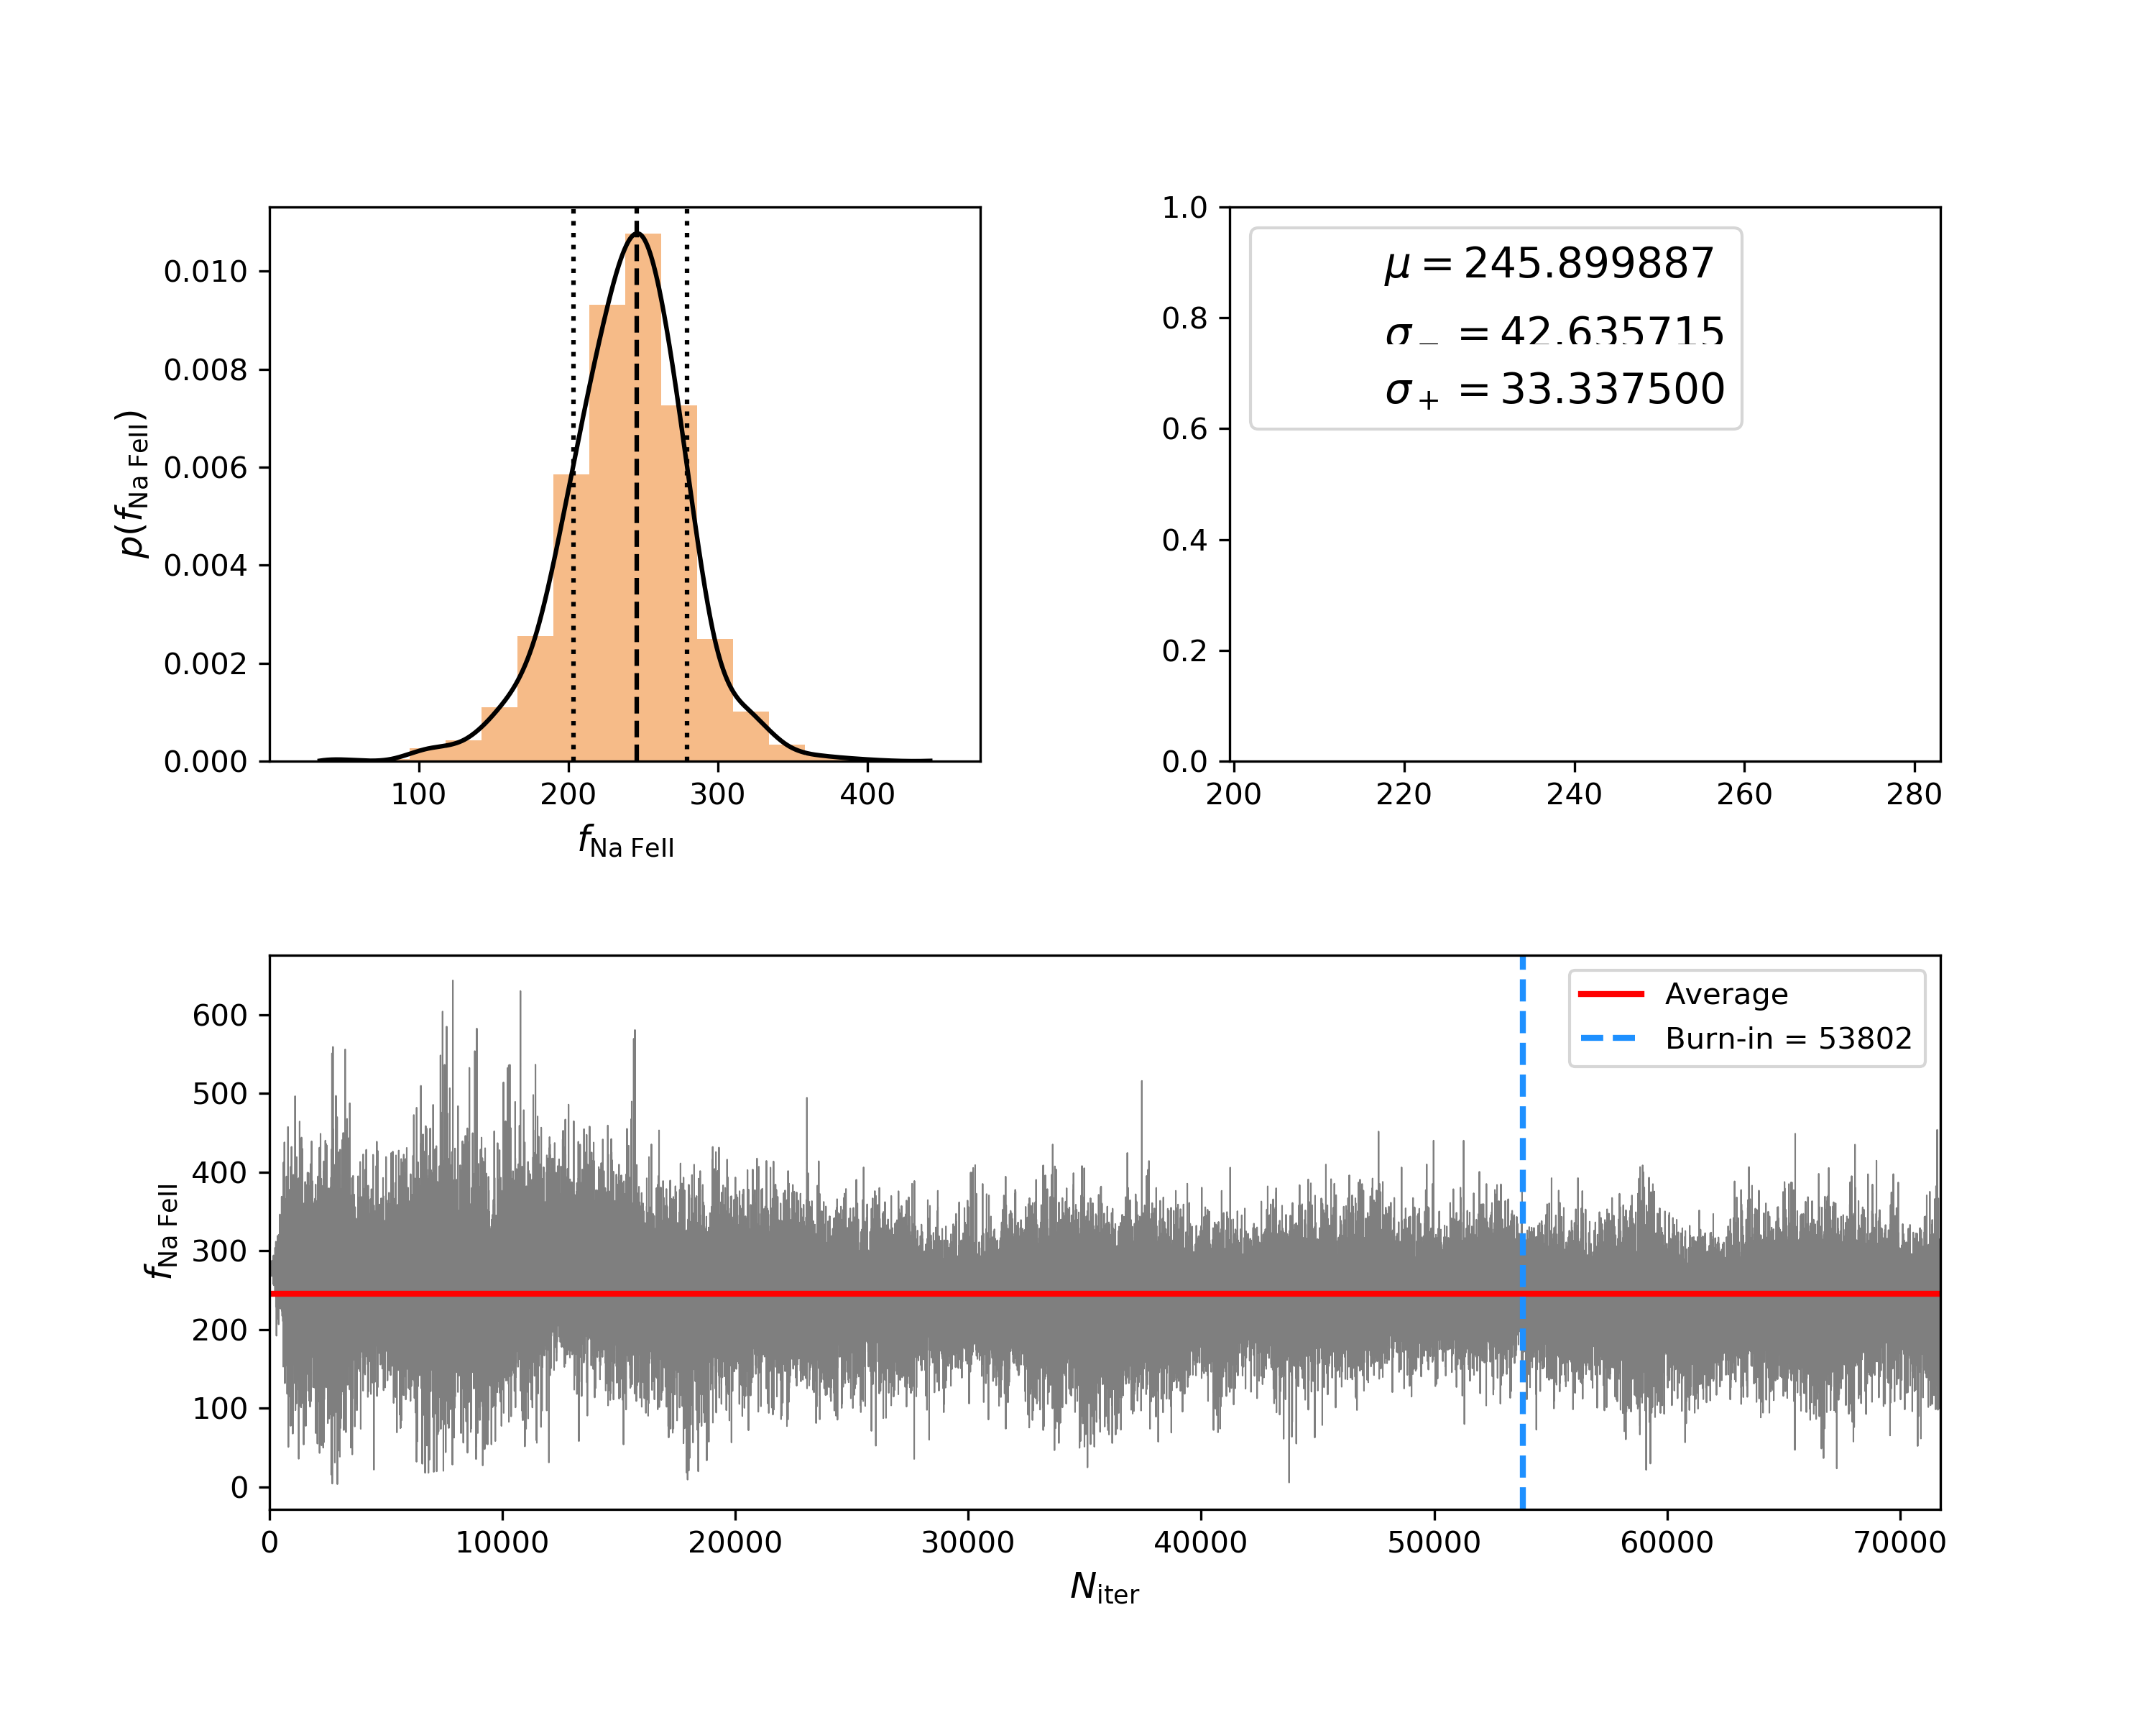 0.010
0.008
0.006
0.004
0.002
0.000
p(f_Na FeII)
100 200 300 400
f_Na FeII
1.0
0.8
0.6
0.4
0.2
0.0
μ = 245.899887
σ_− = 42.635715
σ_+ = 33.337500
200 220 240 260 280
600
500
400
300
200
100
0
f_Na FeII
Average
Burn-in = 53802
0 10000 20000 30000 40000 50000 60000 70000
N_iter